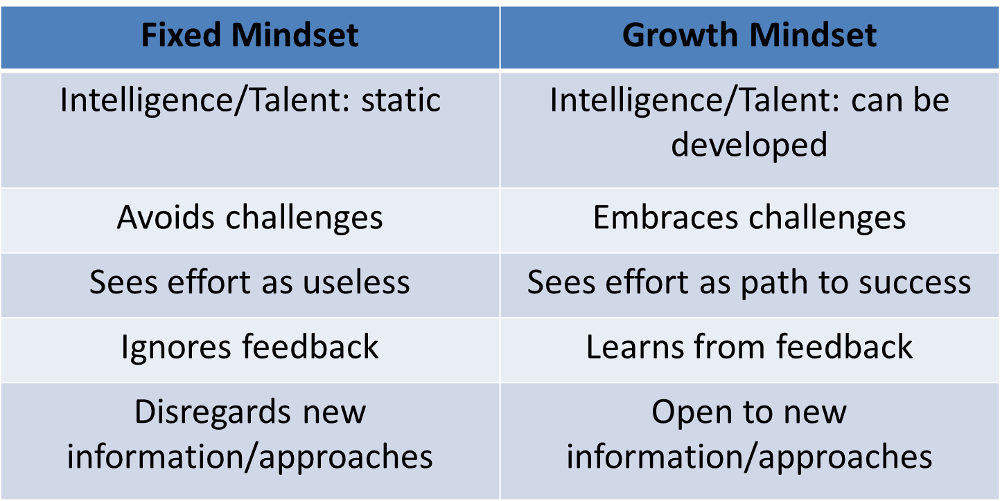 Fixed Mindset
Growth Mindset
Intelligence/Talent: static
Intelligence/Talent: can be
developed
Avoids challenges
Embraces challenges
Sees effort as useless
Sees effort as path to success
Ignores feedback
Learns from feedback
Disregards new
information/approaches
Open to new
information/approaches